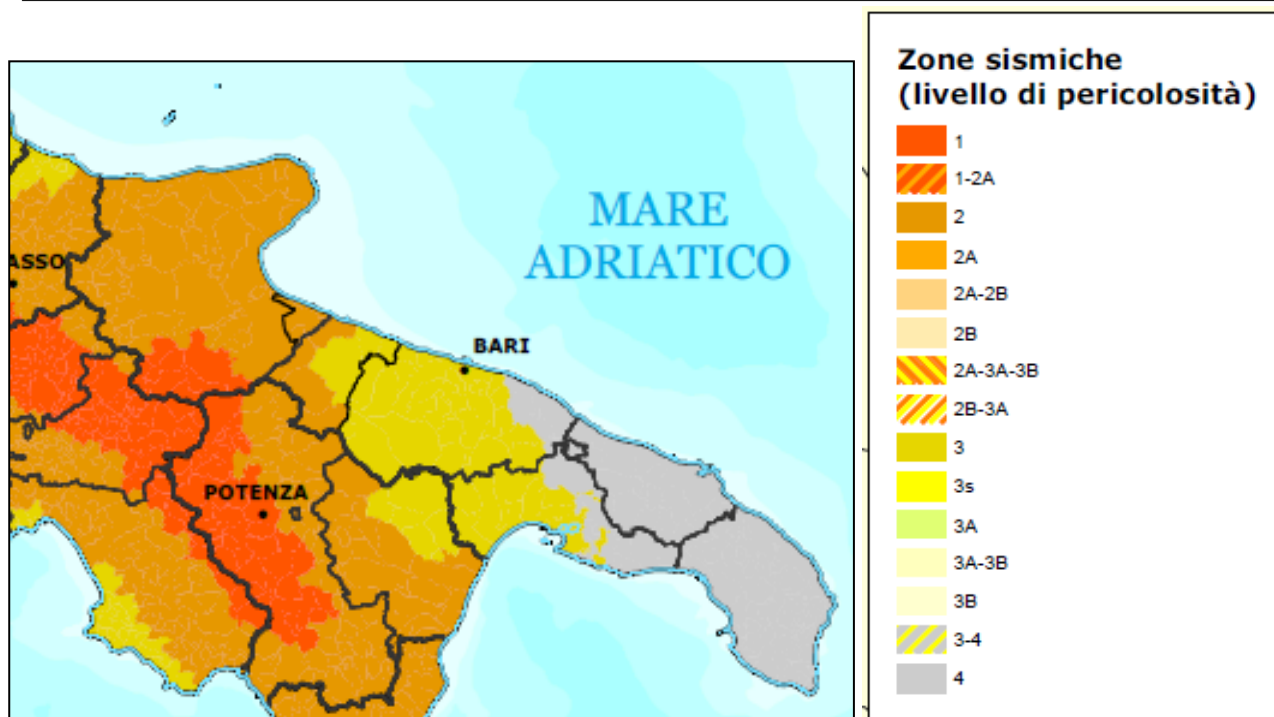 MARE
ADRIATICO
ASSO
BARI
POTENZA
Zone sismiche
(livello di pericolosità)
1
1-2A
2
2A
2A-2B
2B
2A-3A-3B
2B-3A
3
3s
3A
3A-3B
3B
3-4
4